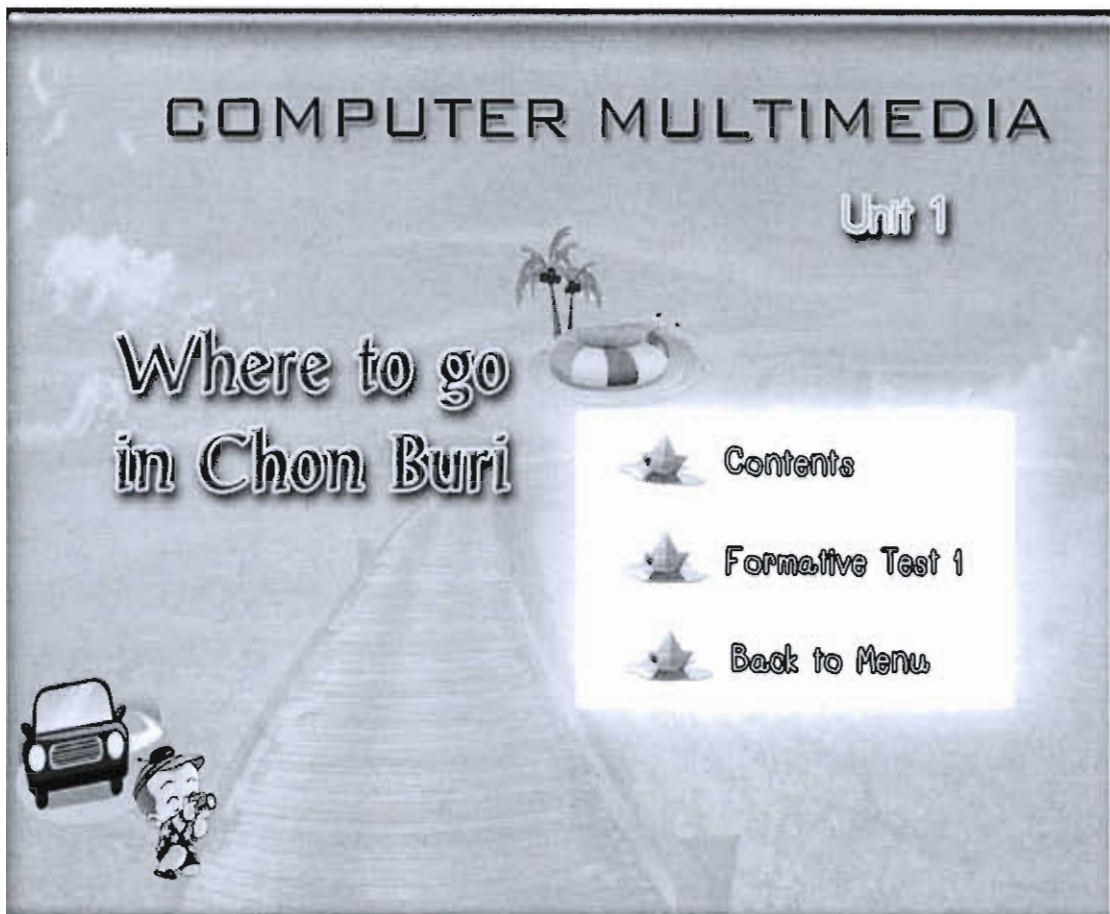 COMPUTER MULTIMEDIA
Unit 1
Where to go
in Chon Buri
Contents
Formative Test 1
Back to Menu